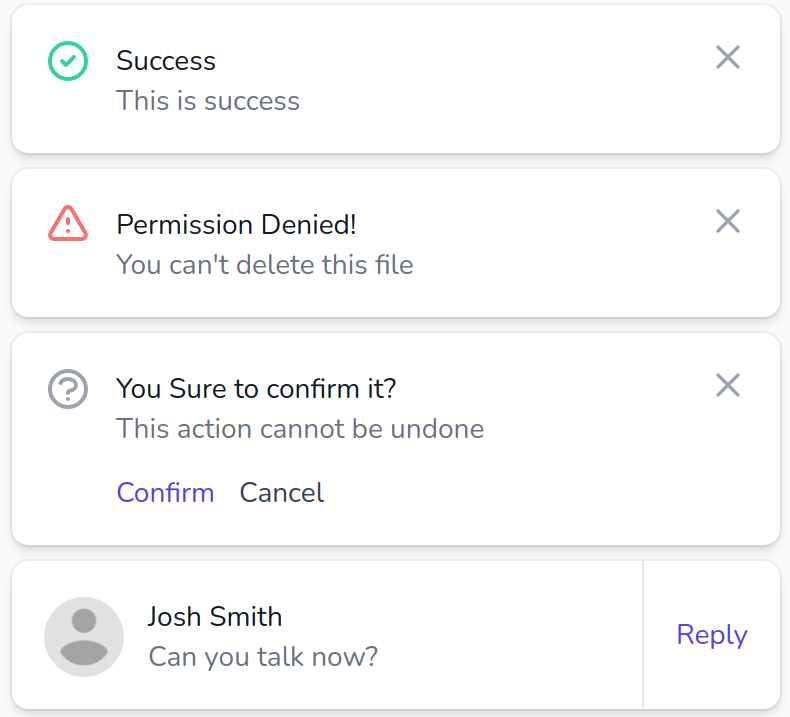 Success
This is success
Permission Denied!
You can't delete this file
You Sure to confirm it?
This action cannot be undone
Confirm Cancel
Josh Smith
Can you talk now?
Reply